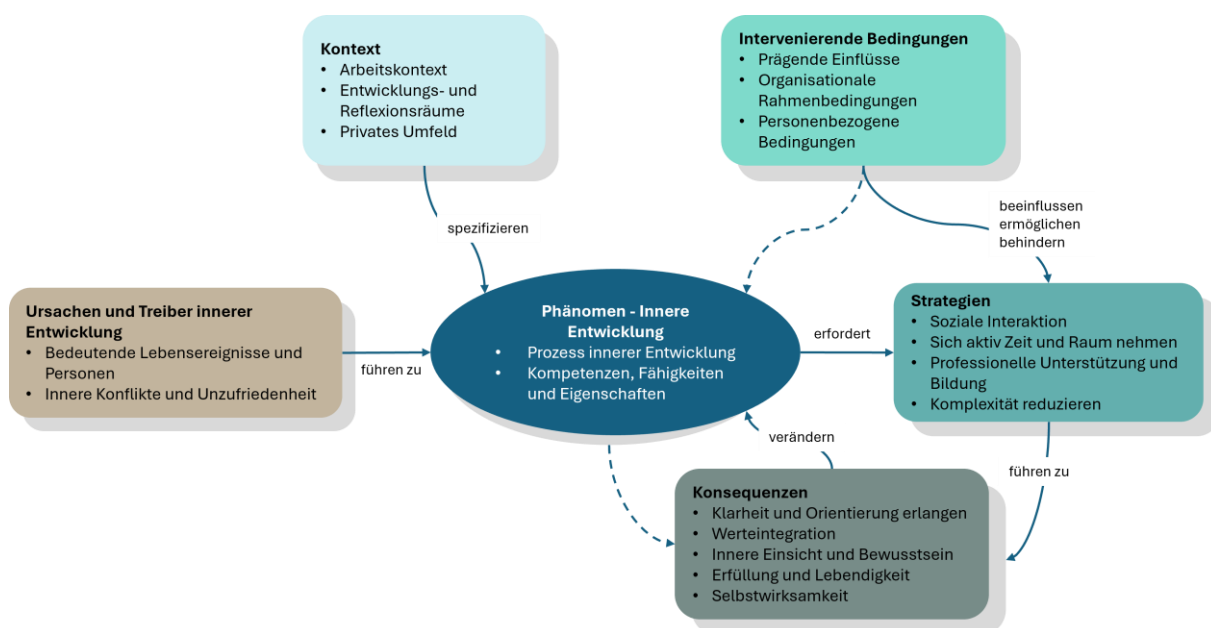 Kontext
• Arbeitskontext
• Entwicklungs- und
Reflexionsräume
• Privates Umfeld
Intervenierende Bedingungen
• Prägende Einflüsse
• Organisationale
Rahmenbedingungen
• Personenbezogene
Bedingungen
spezifizieren
beeinflussen
ermöglichen
behindern
Ursachen und Treiber innerer
Entwicklung
• Bedeutende Lebensereignisse und
Personen
• Innere Konflikte und Unzufriedenheit
führen zu
Phänomen - Innere
Entwicklung
• Prozess innerer Entwicklung
• Kompetenzen, Fähigkeiten
und Eigenschaften
erfordert
Strategien
• Soziale Interaktion
• Sich aktiv Zeit und Raum nehmen
• Professionelle Unterstützung und
Bildung
• Komplexität reduzieren
verändern
führen zu
Konsequenzen
• Klarheit und Orientierung erlangen
• Werteintegration
• Innere Einsicht und Bewusstsein
• Erfüllung und Lebendigkeit
• Selbstwirksamkeit